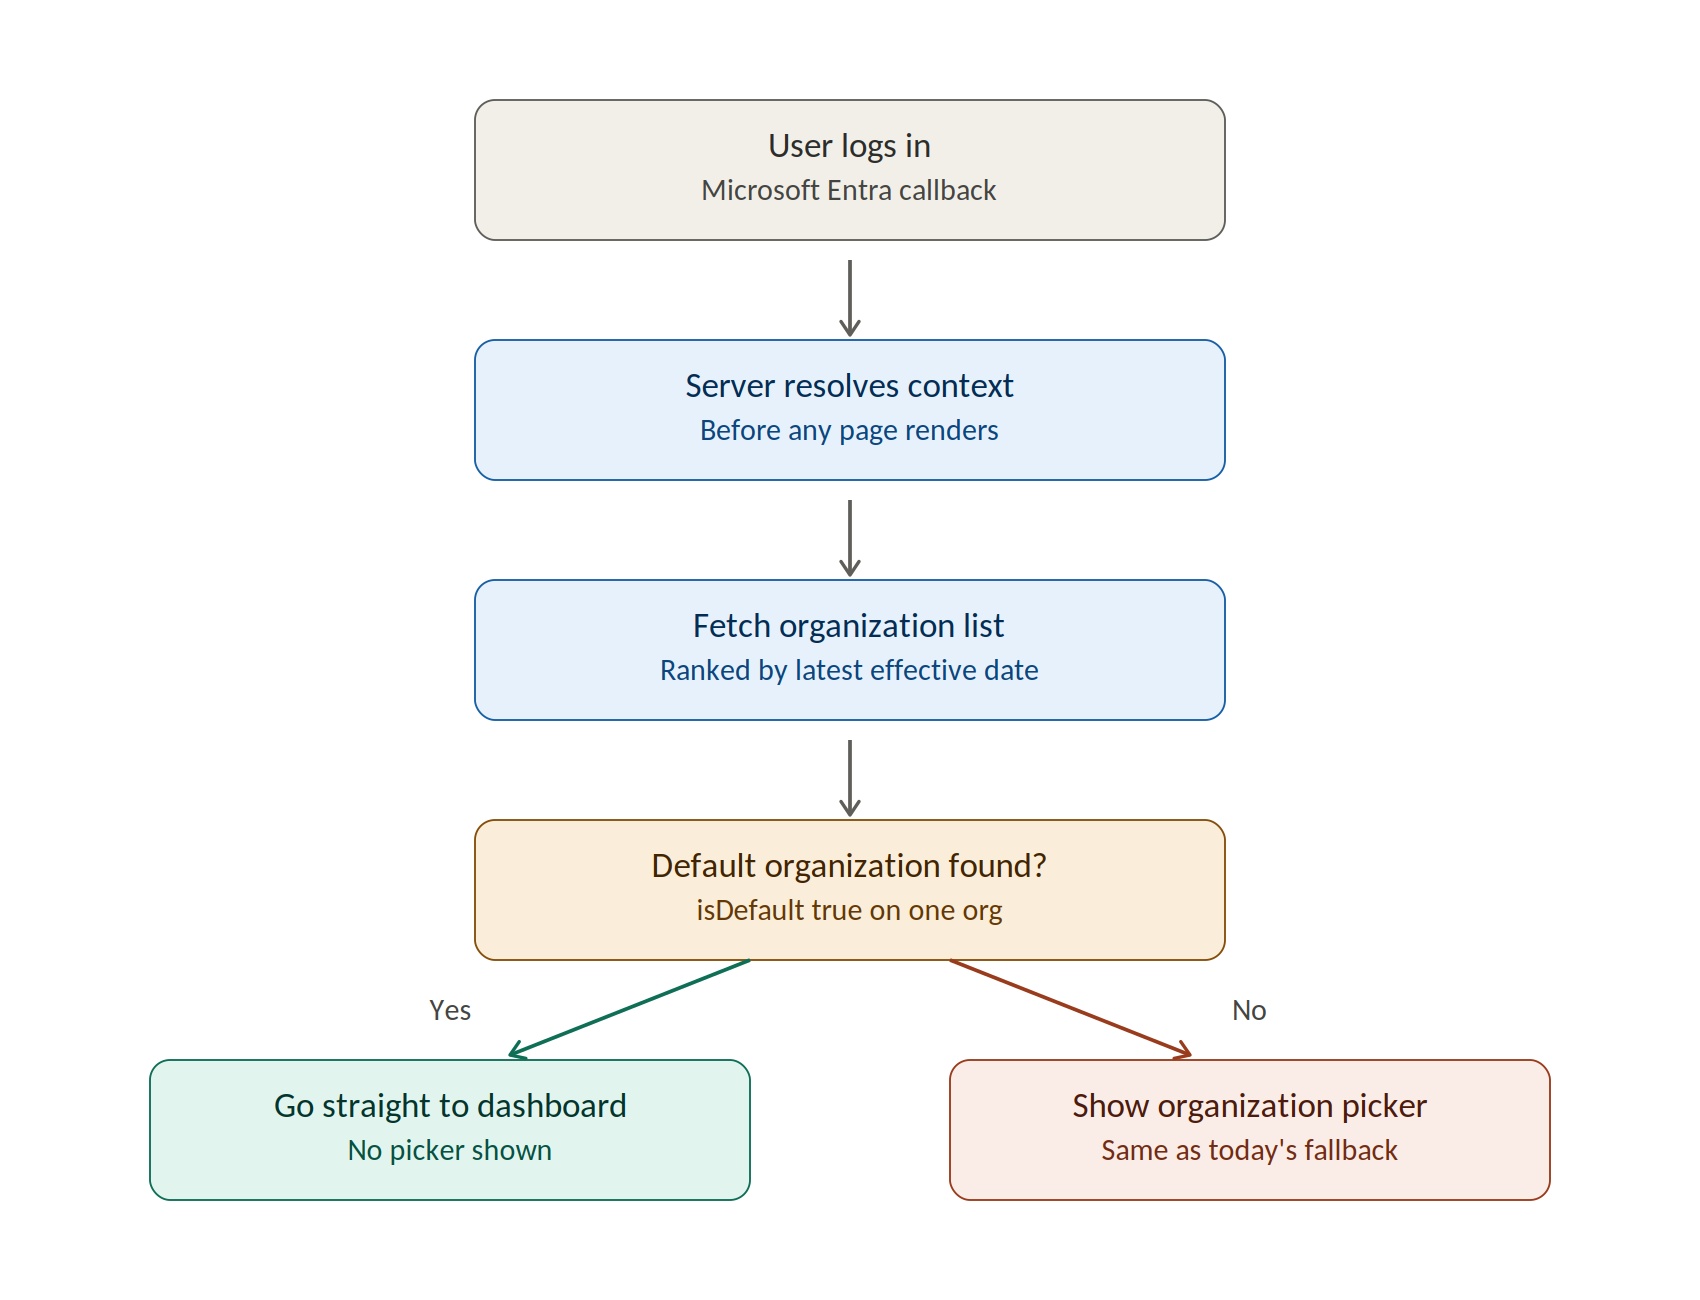 User logs in
Microsoft Entra callback
Server resolves context
Before any page renders
Fetch organization list
Ranked by latest effective date
Default organization found?
isDefault true on one org
Yes
No
Go straight to dashboard
No picker shown
Show organization picker
Same as today's fallback